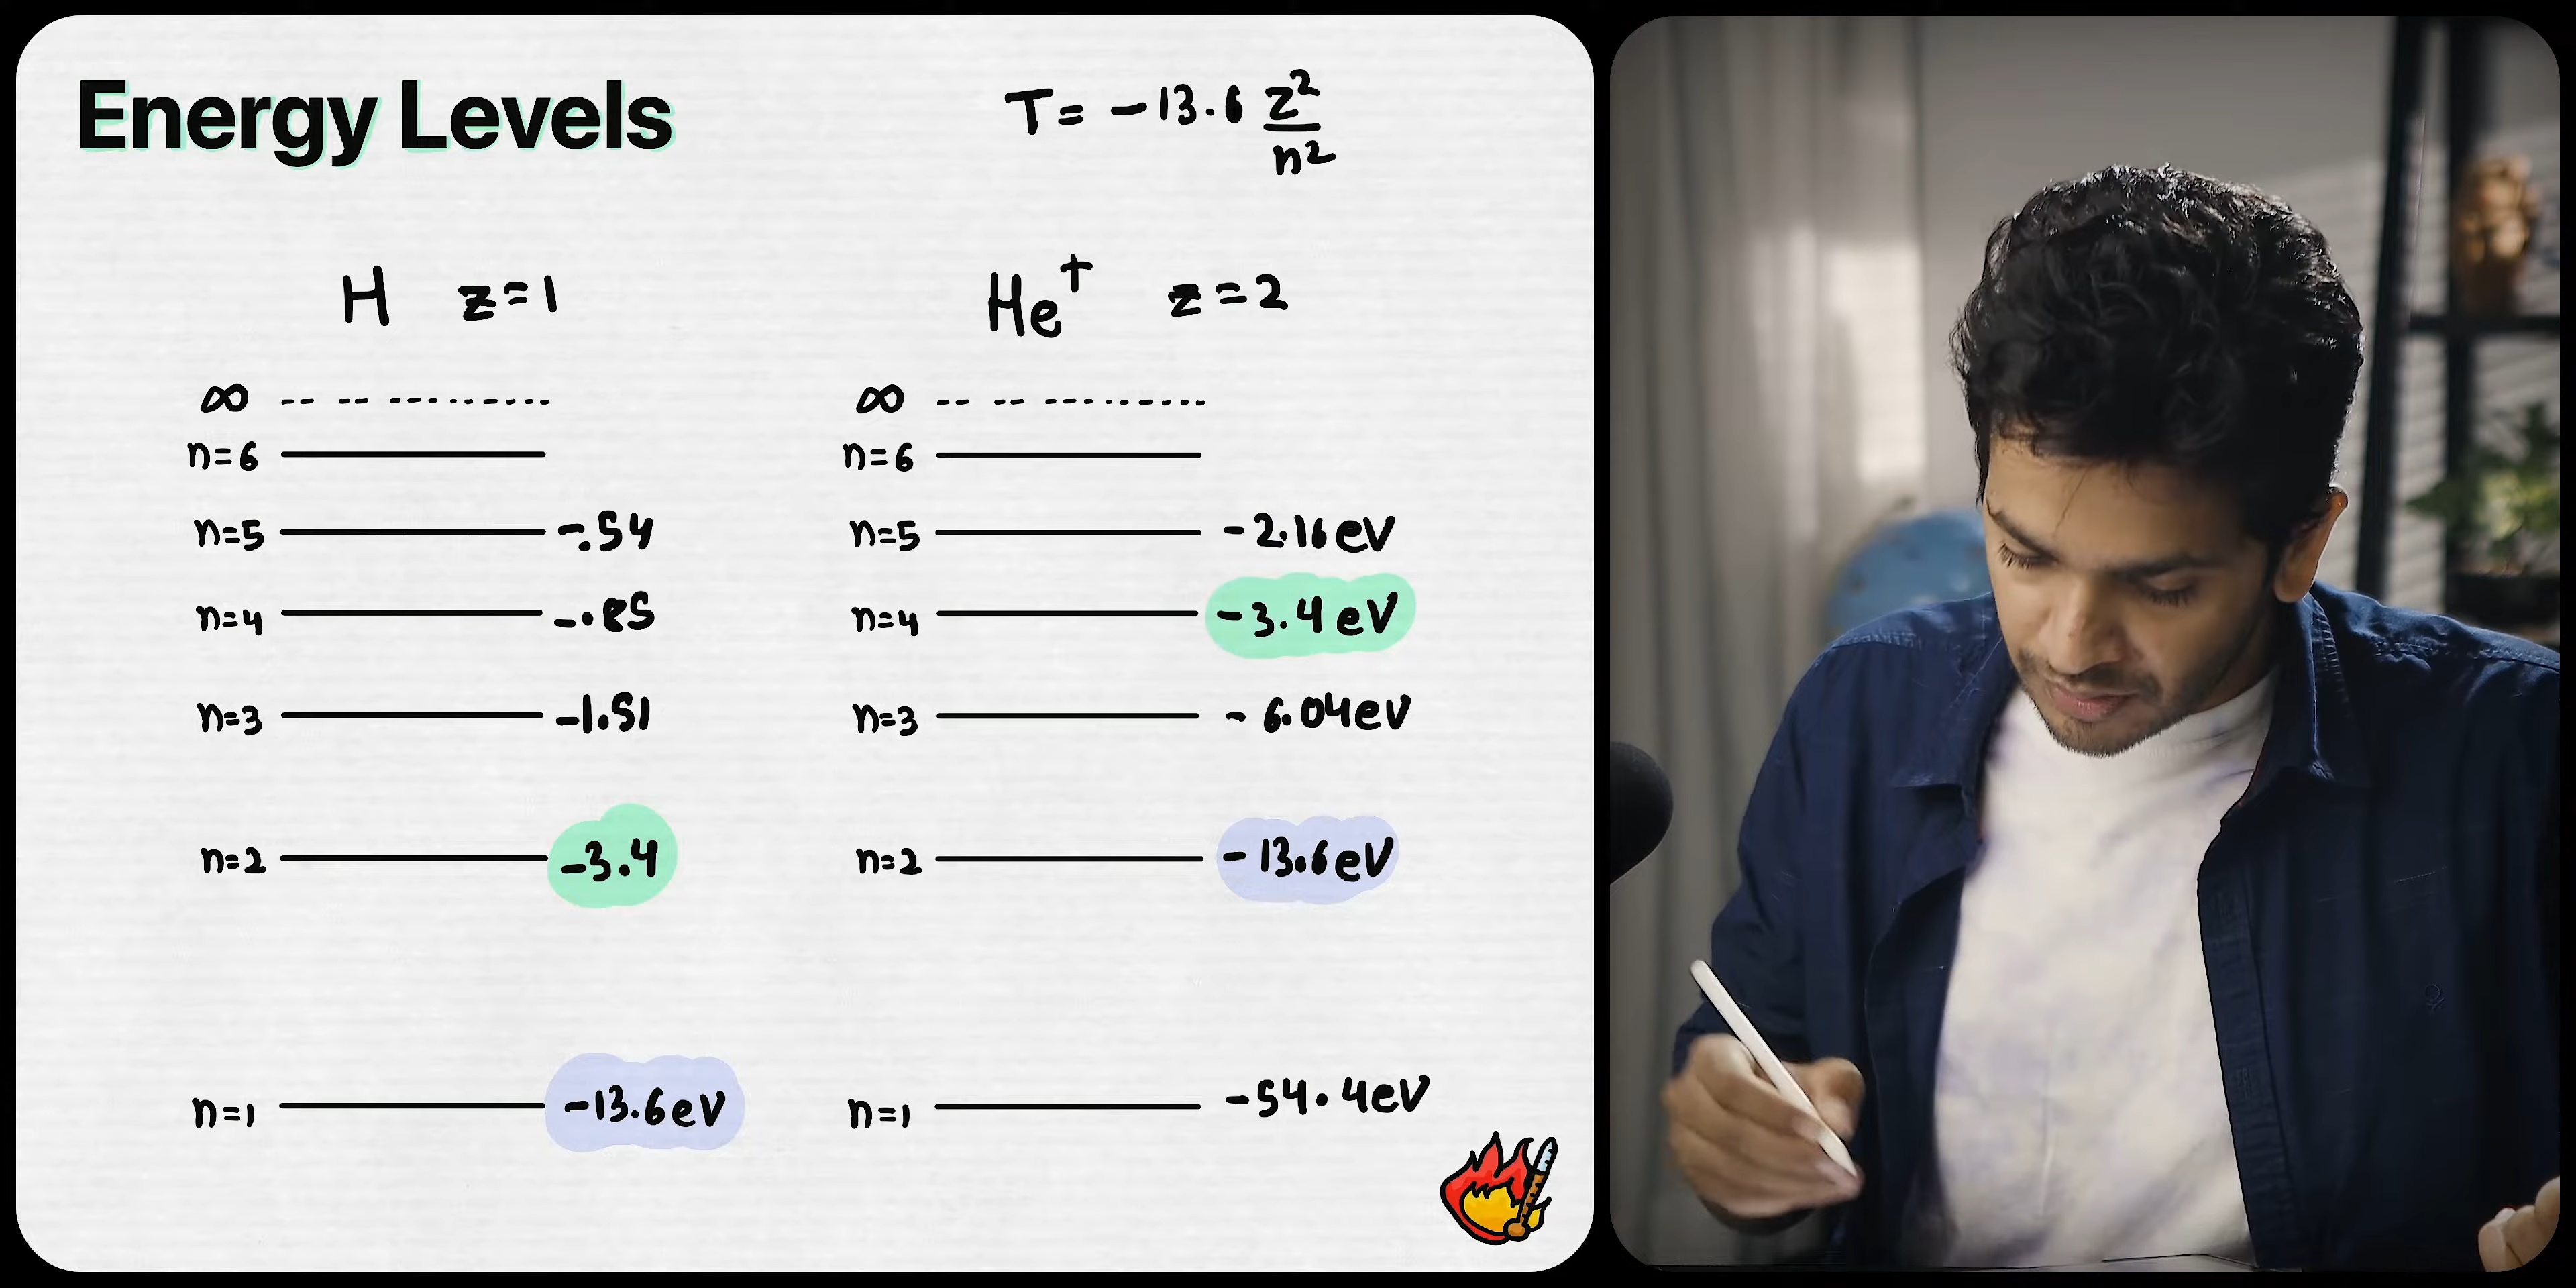 Energy Levels
T = -13.6 z²/n²
H z=1
∞
n=6
n=5 -.54
n=4 -.85
n=3 -1.51
n=2 -3.4
n=1 -13.6eV
He⁺ z=2
∞
n=6
n=5 -2.16eV
n=4 -3.4eV
n=3 -6.04eV
n=2 -13.6eV
n=1 -54.4eV